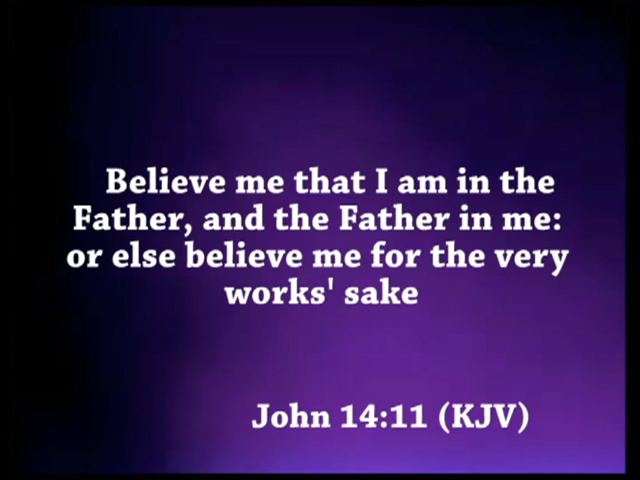 Believe me that I am in the
Father, and the Father in me:
or else believe me for the very
works' sake
John 14:11 (KJV)